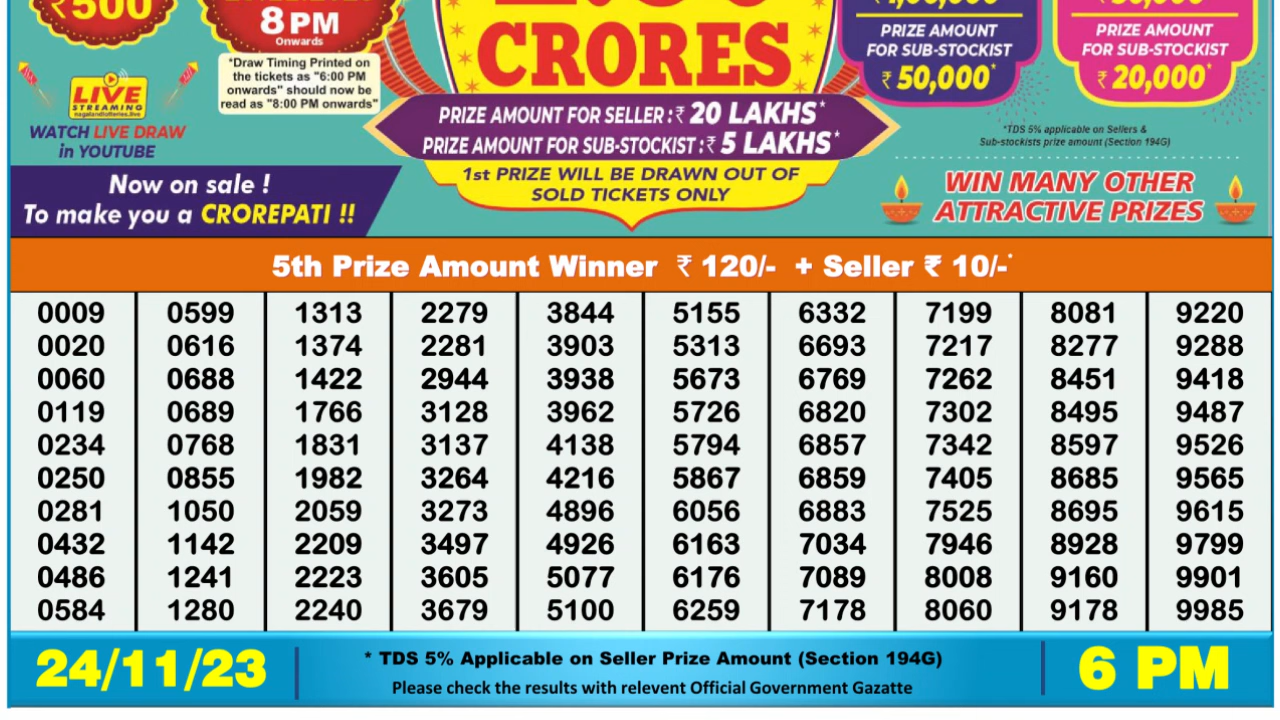 ₹500
8 PM
Onwards
*Draw Timing Printed on
the tickets as "6:00 PM
onwards" should now be
read as "8:00 PM onwards"
LIVE
STREAMING
nagalandlotteries.live
WATCH LIVE DRAW
in YOUTUBE
Now on sale !
To make you a CROREPATI !!
CRORES
PRIZE AMOUNT FOR SELLER : ₹ 20 LAKHS*
PRIZE AMOUNT FOR SUB-STOCKIST : ₹ 5 LAKHS*
1st PRIZE WILL BE DRAWN OUT OF
SOLD TICKETS ONLY
PRIZE AMOUNT
FOR SUB-STOCKIST
₹ 50,000*
PRIZE AMOUNT
FOR SUB-STOCKIST
₹ 20,000*
*TDS 5% applicable on Sellers &
Sub-stockists prize amount (Section 194G)
WIN MANY OTHER
ATTRACTIVE PRIZES
5th Prize Amount Winner ₹ 120/- + Seller ₹ 10/-*
0009 0599 1313 2279 3844 5155 6332 7199 8081 9220
0020 0616 1374 2281 3903 5313 6693 7217 8277 9288
0060 0688 1422 2944 3938 5673 6769 7262 8451 9418
0119 0689 1766 3128 3962 5726 6820 7302 8495 9487
0234 0768 1831 3137 4138 5794 6857 7342 8597 9526
0250 0855 1982 3264 4216 5867 6859 7405 8685 9565
0281 1050 2059 3273 4896 6056 6883 7525 8695 9615
0432 1142 2209 3497 4926 6163 7034 7946 8928 9799
0486 1241 2223 3605 5077 6176 7089 8008 9160 9901
0584 1280 2240 3679 5100 6259 7178 8060 9178 9985
24/11/23
* TDS 5% Applicable on Seller Prize Amount (Section 194G)
Please check the results with relevent Official Government Gazatte
6 PM